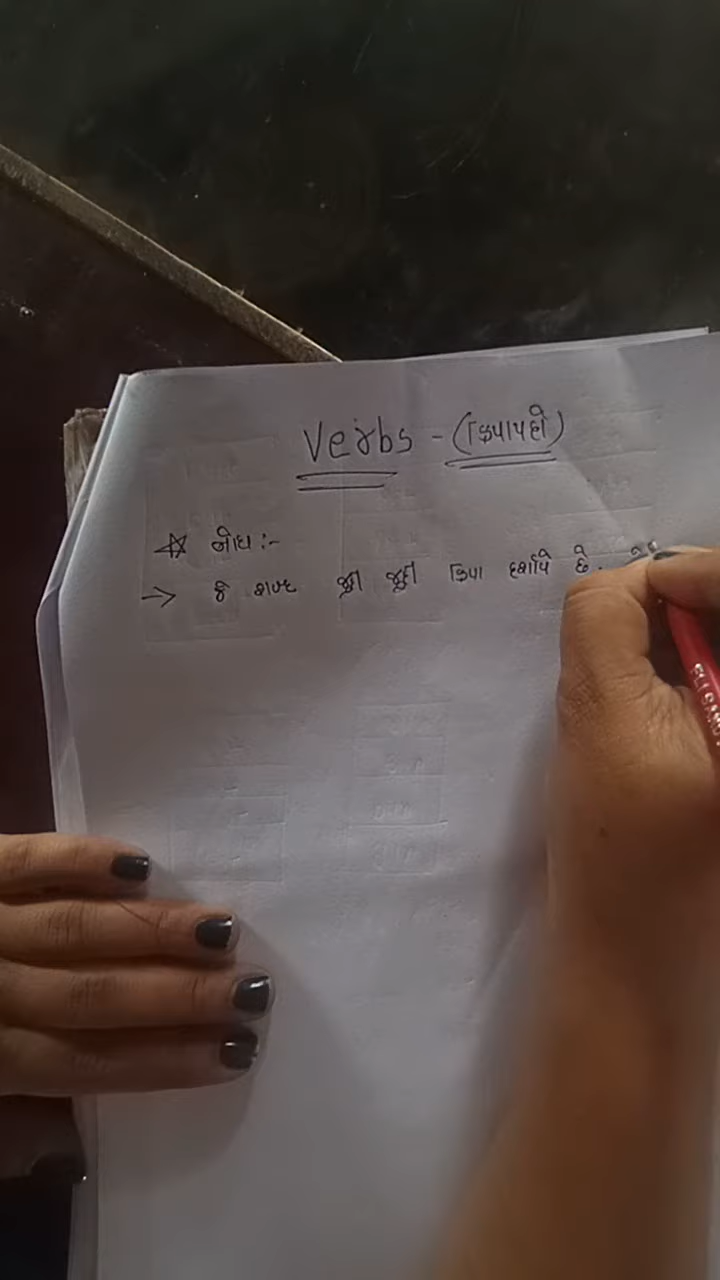 Verbs - (ક્રિયાપદો)
☆ નોંધ :-
→ જે શબ્દ જુદી જુદી ક્રિયા દર્શાવે છે.